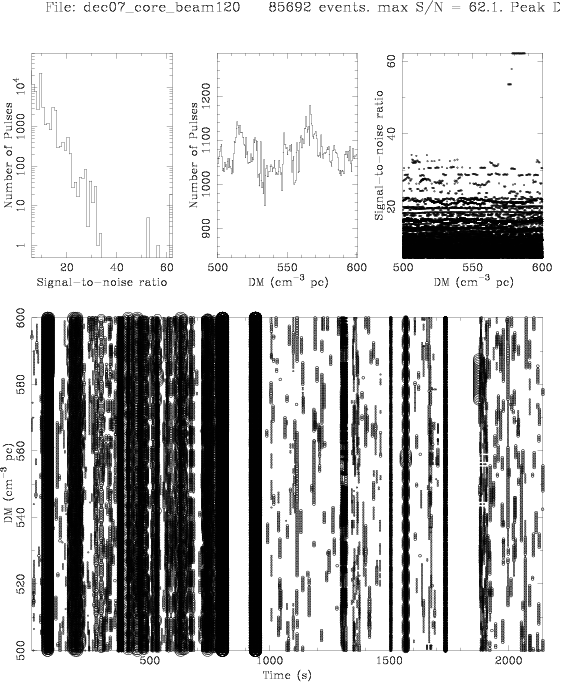 File: dec07_core_beam120 85692 events. max S/N = 62.1. Peak D
Number of Pulses
1 10 100 1000 10⁴
20 40 60
Signal-to-noise ratio
Number of Pulses
900 1000 1100 1200
500 550 600
DM (cm⁻³ pc)
Signal-to-noise ratio
20 40 60
500 550 600
DM (cm⁻³ pc)
DM (cm⁻³ pc)
500 520 540 560 580 600
500 1000 1500 2000
Time (s)